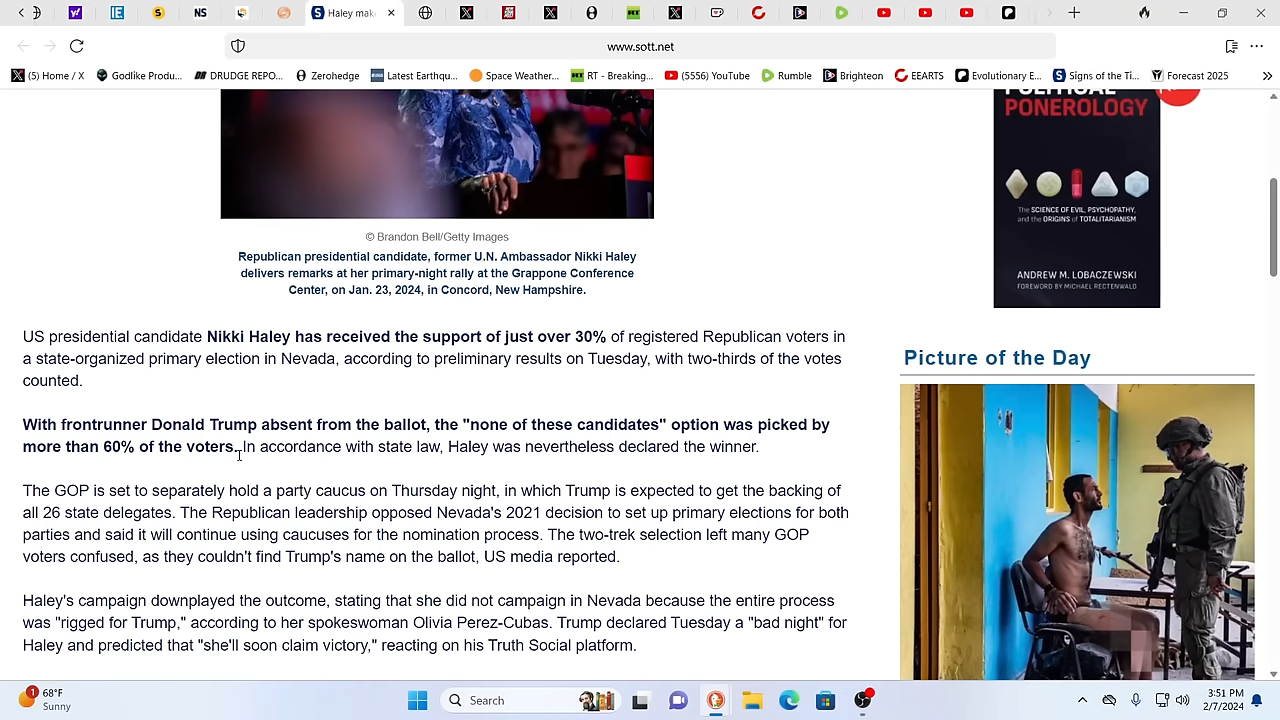 Haley mak
www.sott.net
(5) Home / X
Godlike Produ...
DRUDGE REPO...
Zerohedge
Latest Earthqu...
Space Weather...
RT - Breaking...
(5556) YouTube
Rumble
Brighteon
EEARTS
Evolutionary E...
Signs of the Ti...
Forecast 2025
POLITICAL
PONEROLOGY
The SCIENCE OF EVIL, PSYCHOPATHY,
and the ORIGINS of TOTALITARIANISM
ANDREW M. LOBACZEWSKI
FOREWORD BY MICHAEL RECTENWALD
© Brandon Bell/Getty Images
Republican presidential candidate, former U.N. Ambassador Nikki Haley
delivers remarks at her primary-night rally at the Grappone Conference
Center, on Jan. 23, 2024, in Concord, New Hampshire.
US presidential candidate Nikki Haley has received the support of just over 30% of registered Republican voters in
a state-organized primary election in Nevada, according to preliminary results on Tuesday, with two-thirds of the votes
counted.
With frontrunner Donald Trump absent from the ballot, the "none of these candidates" option was picked by
more than 60% of the voters. In accordance with state law, Haley was nevertheless declared the winner.
The GOP is set to separately hold a party caucus on Thursday night, in which Trump is expected to get the backing of
all 26 state delegates. The Republican leadership opposed Nevada's 2021 decision to set up primary elections for both
parties and said it will continue using caucuses for the nomination process. The two-trek selection left many GOP
voters confused, as they couldn't find Trump's name on the ballot, US media reported.
Haley's campaign downplayed the outcome, stating that she did not campaign in Nevada because the entire process
was "rigged for Trump," according to her spokeswoman Olivia Perez-Cubas. Trump declared Tuesday a "bad night" for
Haley and predicted that "she'll soon claim victory," reacting on his Truth Social platform.
Picture of the Day
1
68°F
Sunny
Search
3:51 PM
2/7/2024